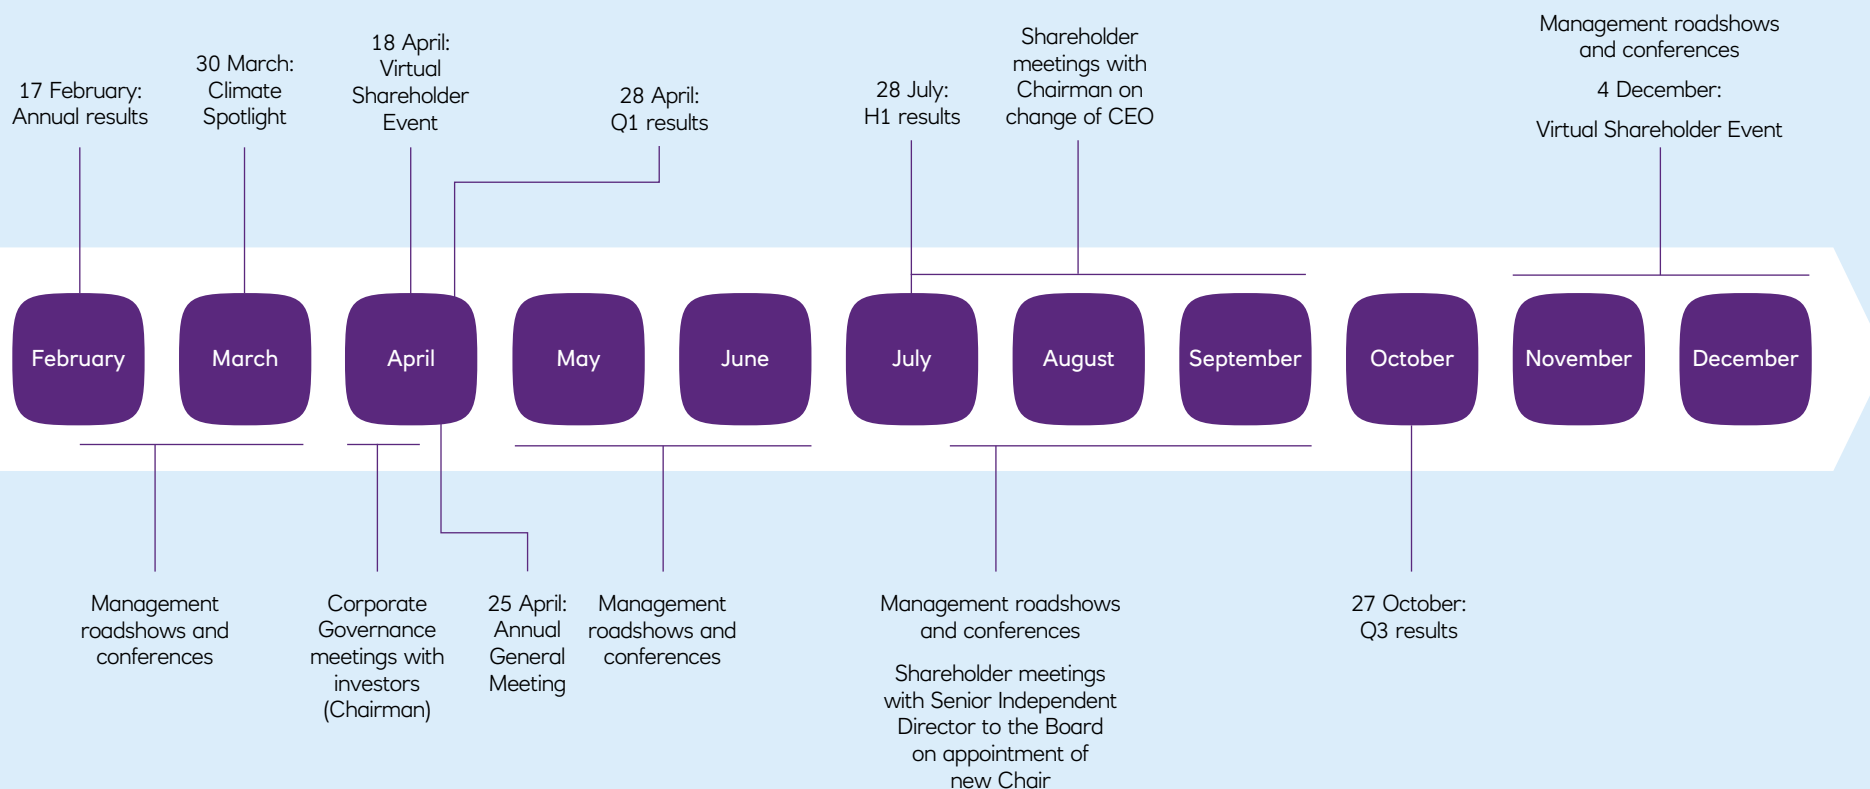 17 February:
Annual results
30 March:
Climate
Spotlight
18 April:
Virtual
Shareholder
Event
28 April:
Q1 results
28 July:
H1 results
Shareholder
meetings with
Chairman on
change of CEO
Management roadshows
and conferences
4 December:
Virtual Shareholder Event
February
March
April
May
June
July
August
September
October
November
December
Management
roadshows and
conferences
Corporate
Governance
meetings with
investors
(Chairman)
25 April:
Annual
General
Meeting
Management
roadshows and
conferences
Management roadshows
and conferences
Shareholder meetings
with Senior Independent
Director to the Board
on appointment of
new Chair
27 October:
Q3 results